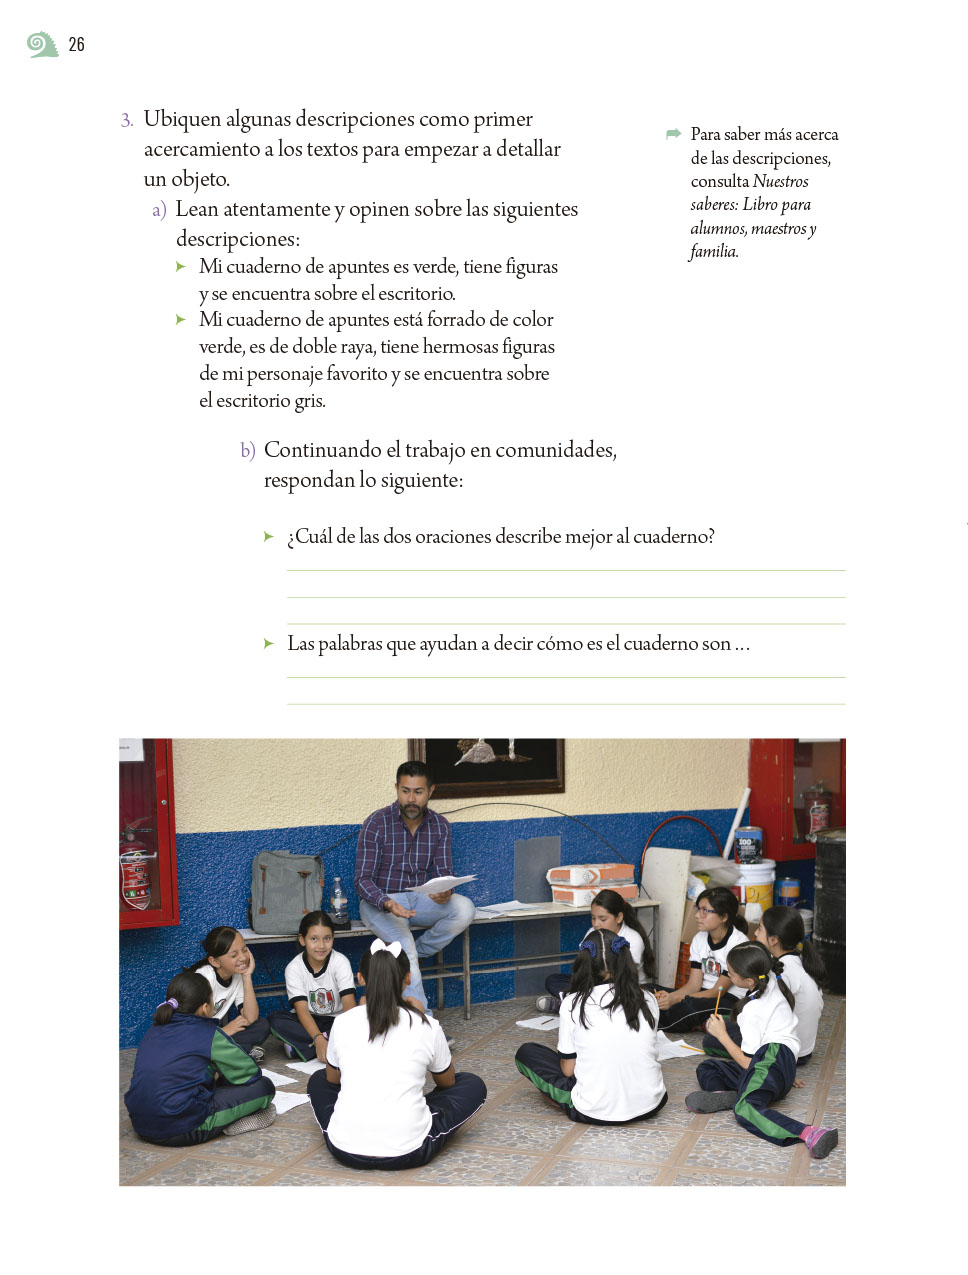 26
3. Ubiquen algunas descripciones como primer
acercamiento a los textos para empezar a detallar
un objeto.
a) Lean atentamente y opinen sobre las siguientes
descripciones:
Mi cuaderno de apuntes es verde, tiene figuras
y se encuentra sobre el escritorio.
Mi cuaderno de apuntes está forrado de color
verde, es de doble raya, tiene hermosas figuras
de mi personaje favorito y se encuentra sobre
el escritorio gris.
Para saber más acerca
de las descripciones,
consulta Nuestros
saberes: Libro para
alumnos, maestros y
familia.
b) Continuando el trabajo en comunidades,
respondan lo siguiente:
¿Cuál de las dos oraciones describe mejor al cuaderno?
Las palabras que ayudan a decir cómo es el cuaderno son ...